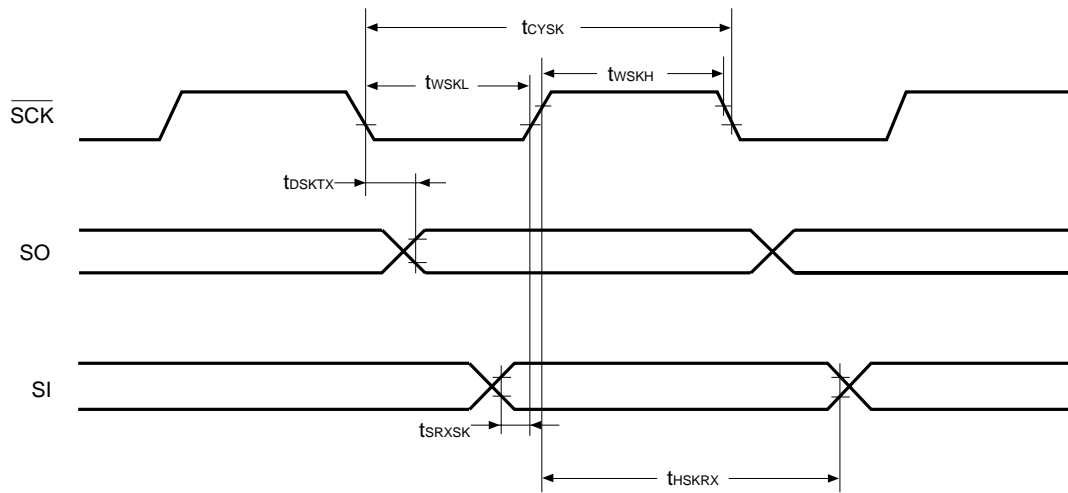 tCYSK
tWSKL
tWSKH
SCK
tDSKTX
SO
SI
tSRXSK
tHSKRX